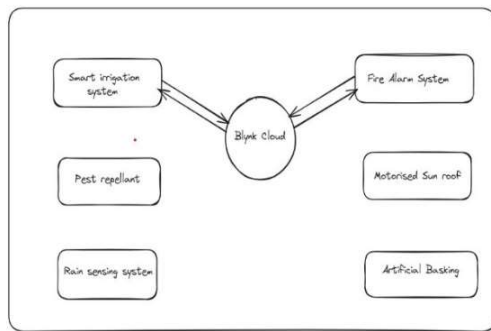 Smart irrigation
system
Fire Alarm System
Blynk Cloud
Pest repellant
Motorised Sun roof
Rain sensing system
Artificial Basking